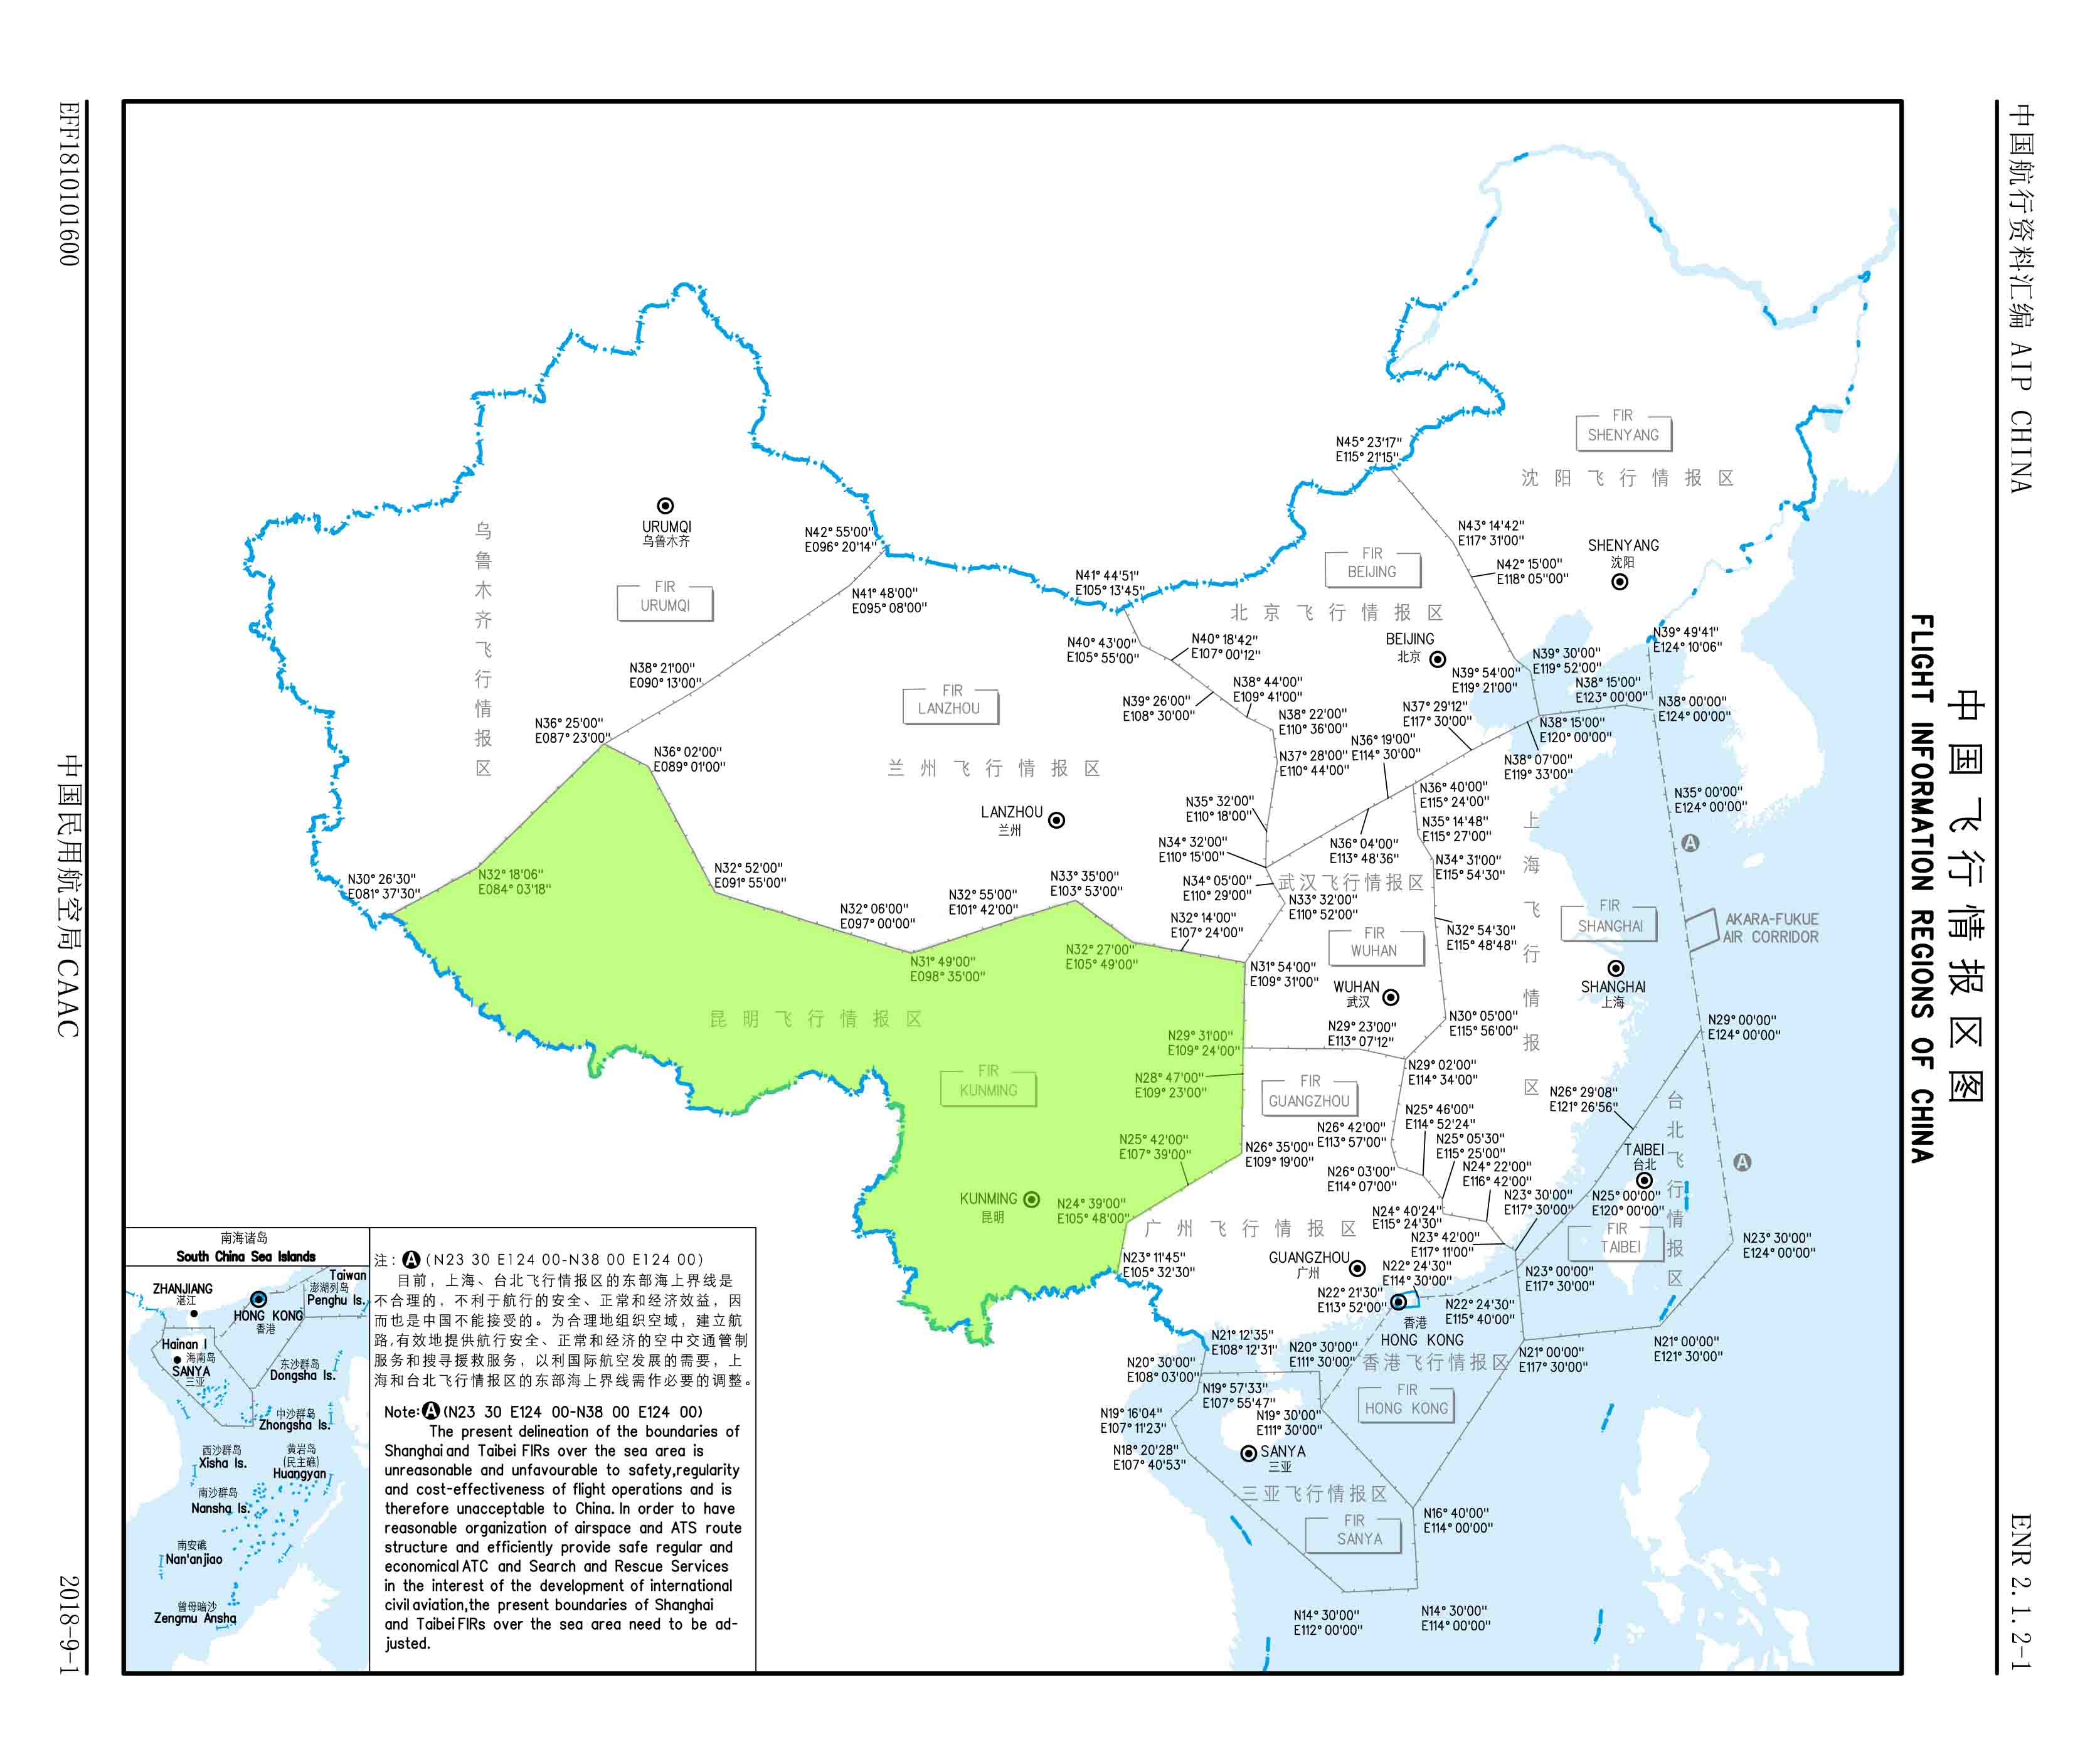 中国航行资料汇编 AIP CHINA
ENR 2.1.2-1
中国飞行情报区图
FLIGHT INFORMATION REGIONS OF CHINA
EFF1810101600
中国民用航空局CAAC
2018-9-1
FIR
SHENYANG
沈阳飞行情报区
N45° 23'17"
E115° 21'15"
URUMQI
乌鲁木齐
乌鲁木齐飞行情报区
FIR
URUMQI
N42° 55'00"
E096° 20'14"
N41° 48'00"
E095° 08'00"
N43° 14'42"
E117° 31'00"
N42° 15'00"
E118° 05'00"
SHENYANG
沈阳
FIR
BEIJING
北京飞行情报区
N41° 44'51"
E105° 13'45"
BEIJING
北京
N40° 43'00"
E105° 55'00"
N40° 18'42"
E107° 00'12"
N39° 49'41"
E124° 10'06"
N39° 30'00"
E119° 52'00"
N39° 54'00"
E119° 21'00"
N38° 15'00"
E123° 00'00"
N38° 00'00"
E124° 00'00"
N38° 21'00"
E090° 13'00"
FIR
LANZHOU
兰州飞行情报区
LANZHOU
兰州
N39° 26'00"
E108° 30'00"
N38° 44'00"
E109° 41'00"
N38° 22'00"
E110° 36'00"
N37° 29'12"
E117° 30'00"
N38° 15'00"
E120° 00'00"
N36° 25'00"
E087° 23'00"
N36° 02'00"
E089° 01'00"
N37° 28'00"
E110° 44'00"
N36° 19'00"
E114° 30'00"
N38° 07'00"
E119° 33'00"
N36° 40'00"
E115° 24'00"
N35° 00'00"
E124° 00'00"
N35° 32'00"
E110° 18'00"
N35° 14'48"
E115° 27'00"
N34° 32'00"
E110° 15'00"
N36° 04'00"
E113° 48'36"
N34° 31'00"
E115° 54'30"
A
上海飞行情报区
N30° 26'30"
E081° 37'30"
N32° 18'06"
E084° 03'18"
N32° 52'00"
E091° 55'00"
N32° 06'00"
E097° 00'00"
N32° 55'00"
E101° 42'00"
N33° 35'00"
E103° 53'00"
N34° 05'00"
E110° 29'00"
武汉飞行情报区
N33° 32'00"
E110° 52'00"
N32° 14'00"
E107° 24'00"
FIR
WUHAN
N32° 54'30"
E115° 48'48"
FIR
SHANGHAI
AKARA-FUKUE
AIR CORRIDOR
N31° 49'00"
E098° 35'00"
N32° 27'00"
E105° 49'00"
N31° 54'00"
E109° 31'00"
WUHAN
武汉
SHANGHAI
上海
昆明飞行情报区
FIR
KUNMING
N29° 31'00"
E109° 24'00"
N29° 23'00"
E113° 07'12"
N30° 05'00"
E115° 56'00"
N29° 00'00"
E124° 00'00"
N28° 47'00"
E109° 23'00"
FIR
GUANGZHOU
N29° 02'00"
E114° 34'00"
N26° 29'08"
E121° 26'56"
台北飞行情报区
N25° 42'00"
E107° 39'00"
N26° 35'00"
E109° 19'00"
N26° 42'00"
E113° 57'00"
N25° 46'00"
E114° 52'24"
N25° 05'30"
E115° 25'00"
TAIBEI
台北
A
N26° 03'00"
E114° 07'00"
N24° 22'00"
E116° 42'00"
N23° 30'00"
E117° 30'00"
N25° 00'00"
E120° 00'00"
KUNMING
昆明
N24° 39'00"
E105° 48'00"
广州飞行情报区
N24° 40'24"
E115° 24'30"
FIR
TAIBEI
N23° 42'00"
E117° 11'00"
N23° 30'00"
E124° 00'00"
N23° 11'45"
E105° 32'30"
GUANGZHOU
广州
N22° 24'30"
E114° 30'00"
N23° 00'00"
E117° 30'00"
N22° 21'30"
E113° 52'00"
N22° 24'30"
E115° 40'00"
香港
HONG KONG
N21° 12'35"
E108° 12'31"
N20° 30'00"
E111° 30'00"
香港飞行情报区
N21° 00'00"
E117° 30'00"
N21° 00'00"
E121° 30'00"
N20° 30'00"
E108° 03'00"
N19° 57'33"
E107° 55'47"
FIR
HONG KONG
N19° 16'04"
E107° 11'23"
N19° 30'00"
E111° 30'00"
N18° 20'28"
E107° 40'53"
SANYA
三亚
三亚飞行情报区
FIR
SANYA
N16° 40'00"
E114° 00'00"
N14° 30'00"
E112° 00'00"
N14° 30'00"
E114° 00'00"
南海诸岛
South China Sea Islands
ZHANJIANG
湛江
HONG KONG
香港
Taiwan
澎湖列岛
Penghu Is.
Hainan I
海南岛
SANYA
三亚
东沙群岛
Dongsha Is.
中沙群岛
Zhongsha Is.
西沙群岛
Xisha Is.
黄岩岛
(民主礁)
Huangyan
南沙群岛
Nansha Is.
南安礁
Nan'anjiao
曾母暗沙
Zengmu Ansha
注: A (N23 30 E124 00-N38 00 E124 00)
目前，上海、台北飞行情报区的东部海上界线是
不合理的，不利于航行的安全、正常和经济效益，因
而也是中国不能接受的。为合理地组织空域，建立航
路，有效地提供航行安全、正常和经济的空中交通管制
服务和搜寻援救服务，以利国际航空发展的需要，上
海和台北飞行情报区的东部海上界线需作必要的调整。
Note: A (N23 30 E124 00-N38 00 E124 00)
The present delineation of the boundaries of
Shanghai and Taibei FIRs over the sea area is
unreasonable and unfavourable to safety,regularity
and cost-effectiveness of flight operations and is
therefore unacceptable to China. In order to have
reasonable organization of airspace and ATS route
structure and efficiently provide safe regular and
economical ATC and Search and Rescue Services
in the interest of the development of international
civil aviation,the present boundaries of Shanghai
and Taibei FIRs over the sea area need to be ad-
justed.